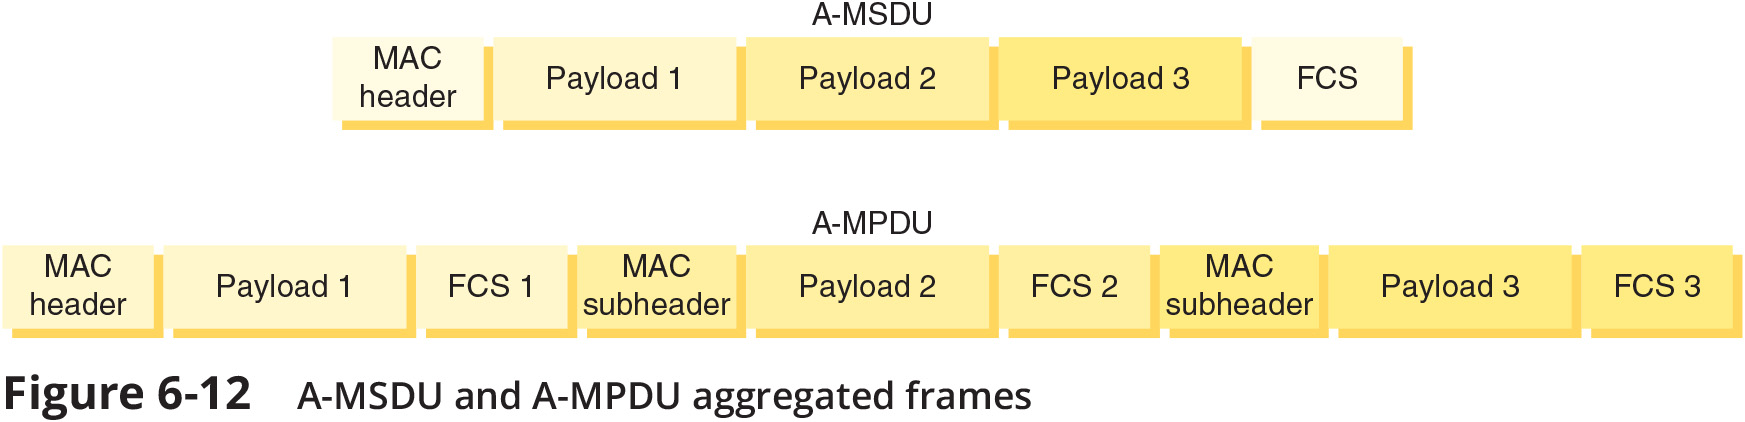 A-MSDU
MAC
header
Payload 1
Payload 2
Payload 3
FCS
A-MPDU
MAC
header
Payload 1
FCS 1
MAC
subheader
Payload 2
FCS 2
MAC
subheader
Payload 3
FCS 3
Figure 6-12 A-MSDU and A-MPDU aggregated frames